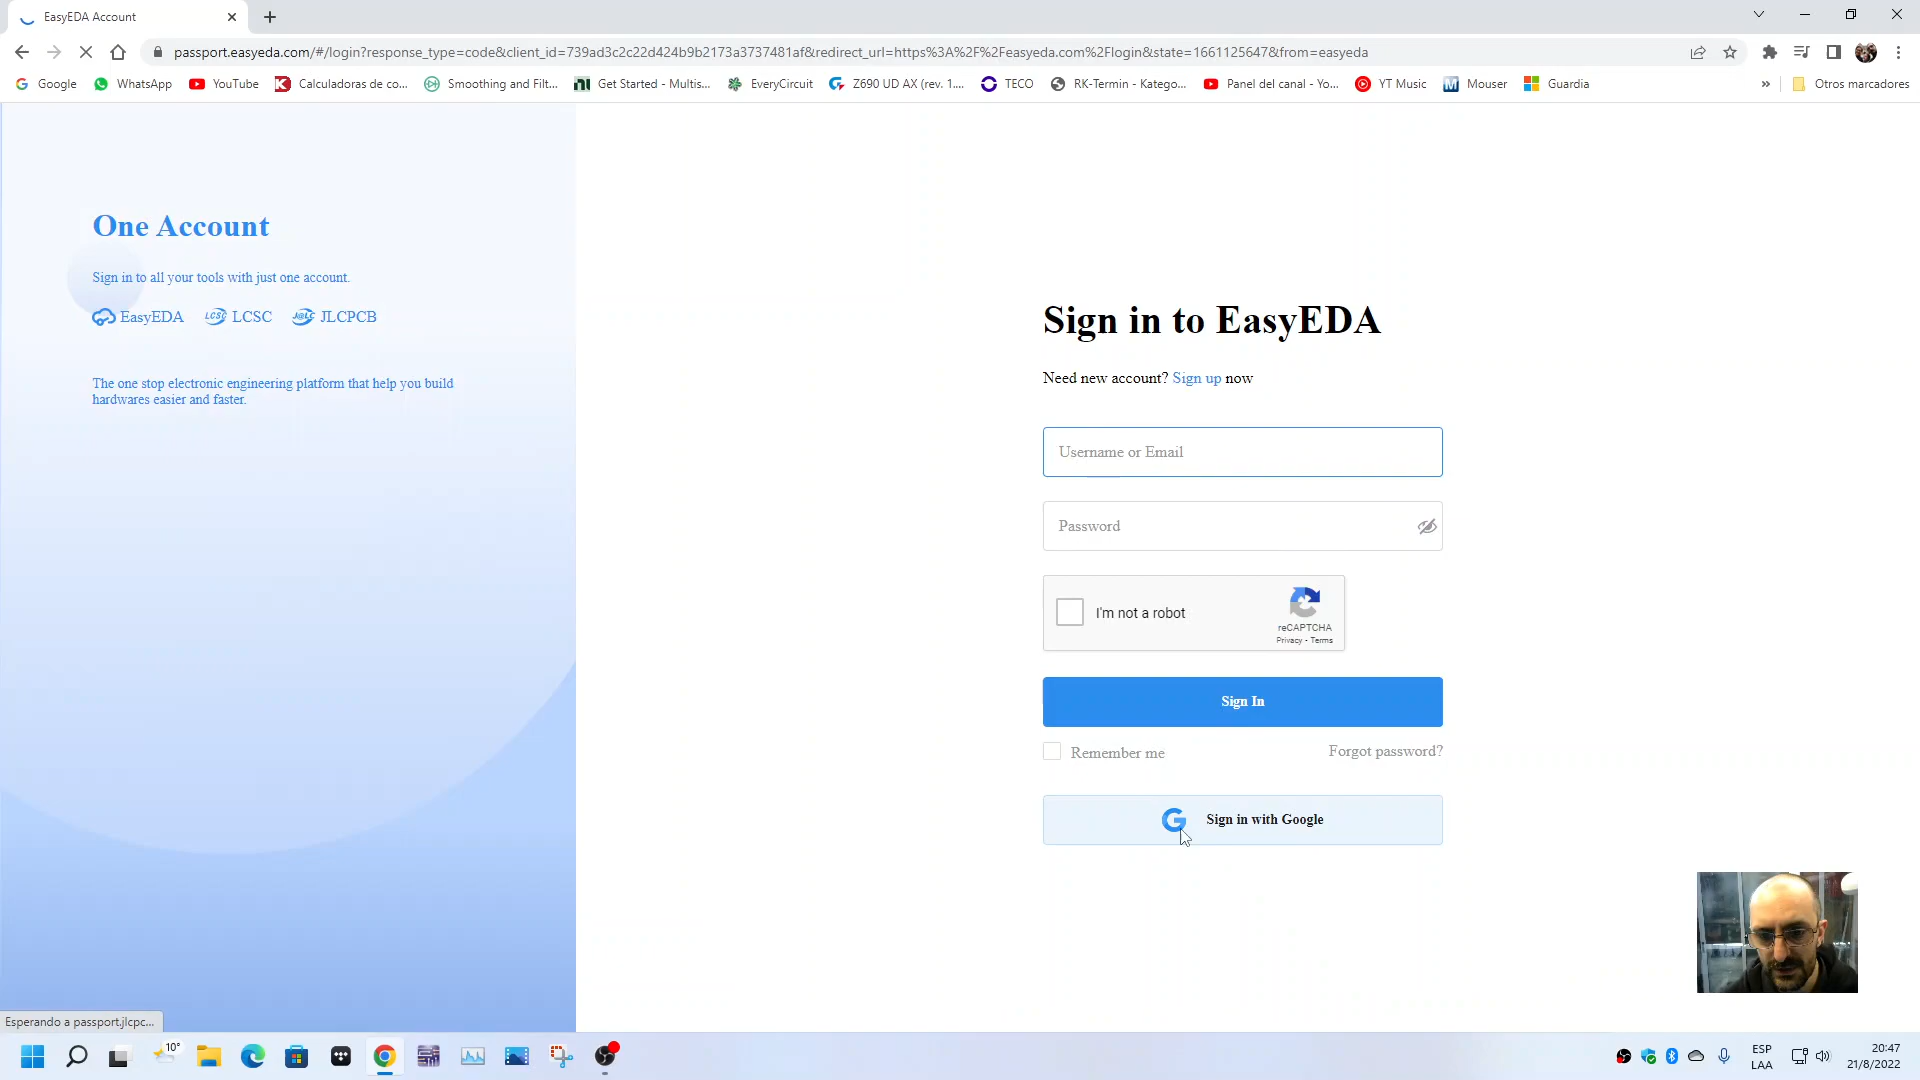 EasyEDA Account
passport.easyeda.com/#/login?response_type=code&client_id=739ad3c2c22d424b9b2173a3737481af&redirect_url=https%3A%2F%2Feasyeda.com%2Flogin&state=1661125647&from=easyeda
Google WhatsApp YouTube Calculadoras de co... Smoothing and Filt... Get Started - Multis... EveryCircuit Z690 UD AX (rev. 1.... TECO RK-Termin - Katego... Panel del canal - Yo... YT Music Mouser Guardia » Otros marcadores
One Account
Sign in to all your tools with just one account.
EasyEDA LCSC LCSC J@LC JLCPCB
The one stop electronic engineering platform that help you build
hardwares easier and faster.
Sign in to EasyEDA
Need new account? Sign up now
Username or Email
Password
I'm not a robot
reCAPTCHA
Privacy - Terms
Sign In
Remember me Forgot password?
Sign in with Google
Esperando a passport.jlcpc...
10°
ESP
LAA
20:47
21/8/2022